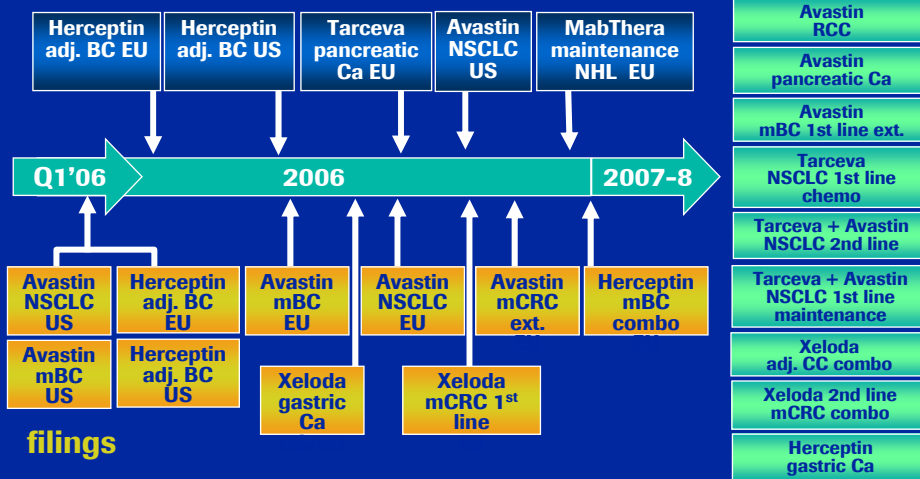 Herceptin
adj. BC EU
Herceptin
adj. BC US
Tarceva
pancreatic
Ca EU
Avastin
NSCLC
US
MabThera
maintenance
NHL EU
Q1'06
2006
2007-8
Avastin
NSCLC
US
Herceptin
adj. BC
EU
Avastin
mBC
EU
Avastin
NSCLC
EU
Avastin
mCRC
ext.
Herceptin
mBC
combo
Avastin
mBC
US
Herceptin
adj. BC
US
Xeloda
gastric
Ca
Xeloda
mCRC 1st
line
filings
Avastin
RCC
Avastin
pancreatic Ca
Avastin
mBC 1st line ext.
Tarceva
NSCLC 1st line
chemo
Tarceva + Avastin
NSCLC 2nd line
Tarceva + Avastin
NSCLC 1st line
maintenance
Xeloda
adj. CC combo
Xeloda 2nd line
mCRC combo
Herceptin
gastric Ca